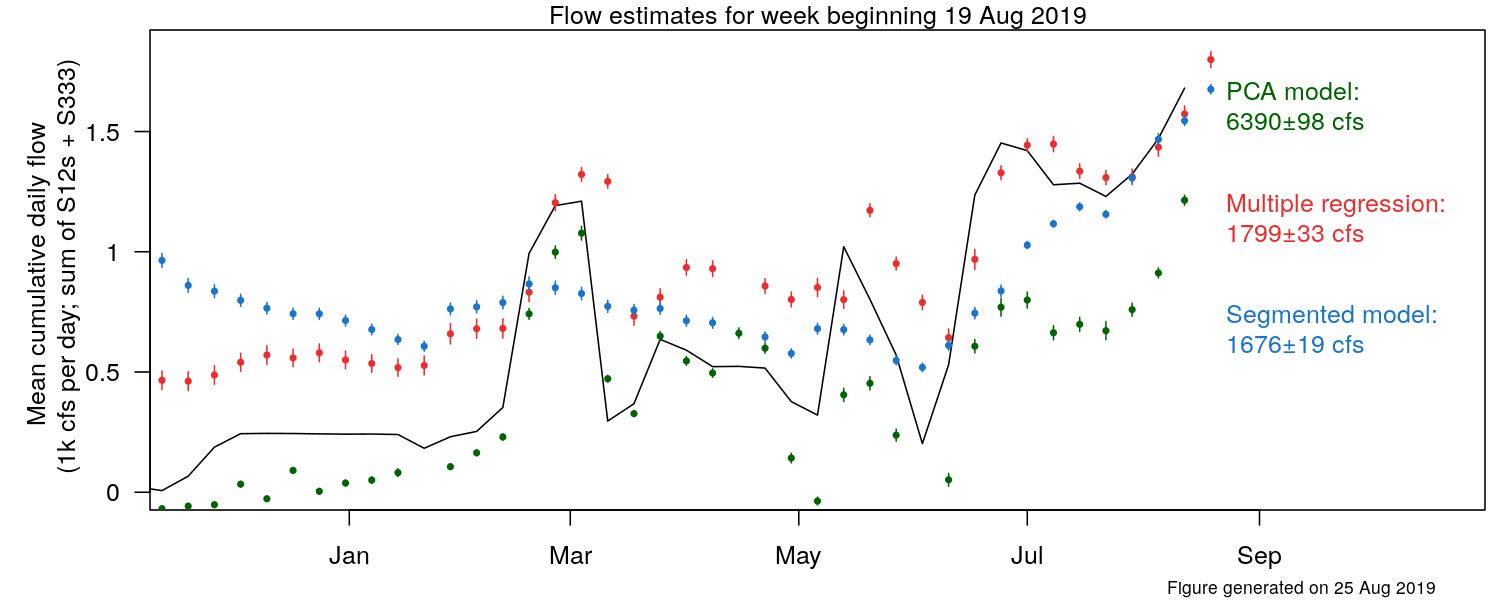 Flow estimates for week beginning 19 Aug 2019
Mean cumulative daily flow
(1k cfs per day; sum of S12s + S333)
1.5
1
0.5
0
PCA model:
6390±98 cfs
Multiple regression:
1799±33 cfs
Segmented model:
1676±19 cfs
Jan Mar May Jul Sep
Figure generated on 25 Aug 2019